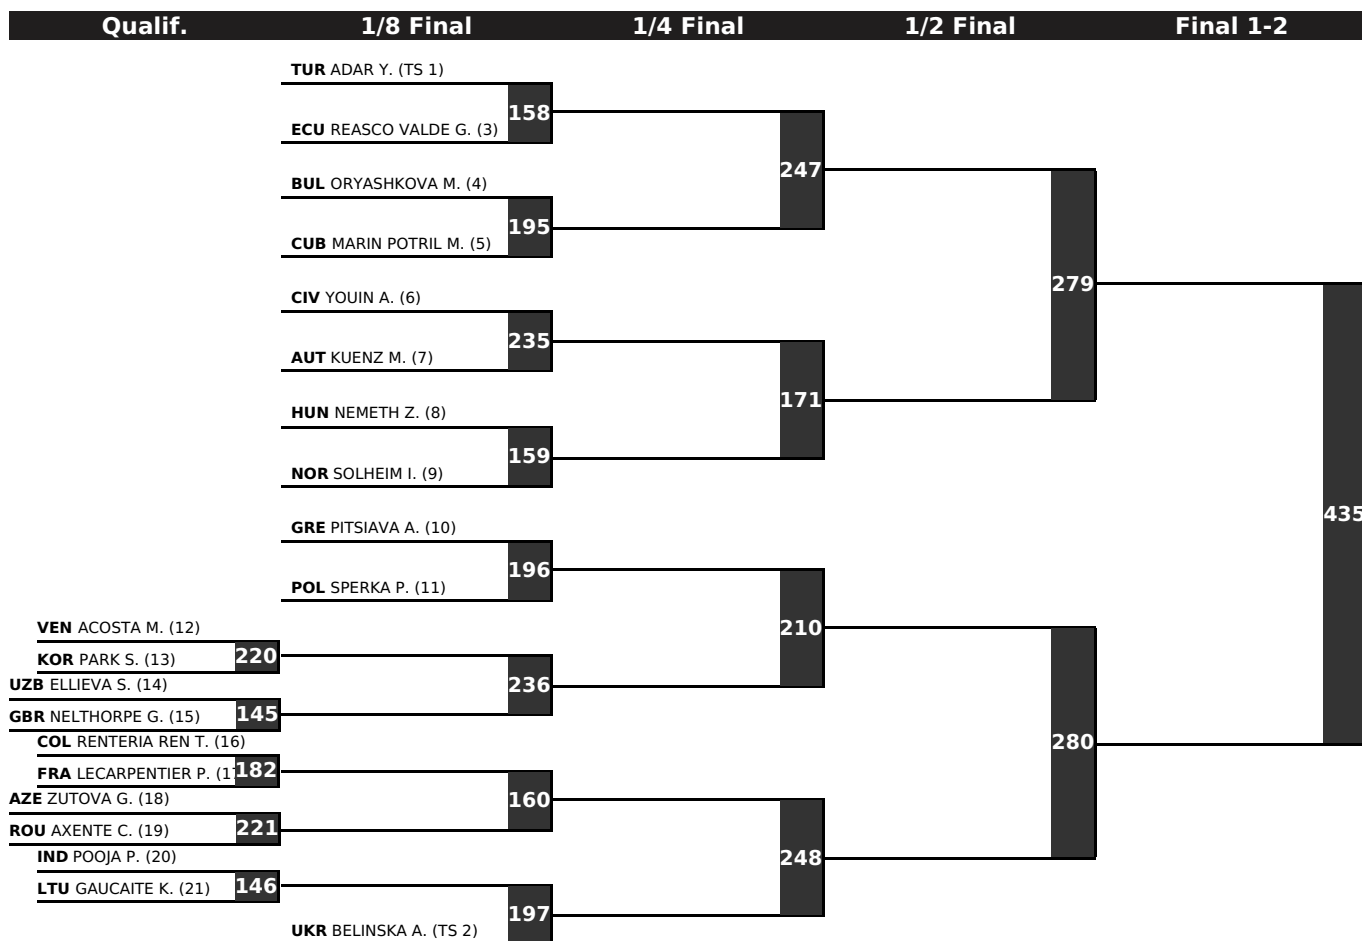 Qualif. 1/8 Final 1/4 Final 1/2 Final Final 1-2
TUR ADAR Y. (TS 1)
158
ECU REASCO VALDE G. (3)
247
BUL ORYASHKOVA M. (4)
195
CUB MARIN POTRIL M. (5)
279
CIV YOUIN A. (6)
235
AUT KUENZ M. (7)
171
HUN NEMETH Z. (8)
159
NOR SOLHEIM I. (9)
435
GRE PITSIAVA A. (10)
196
POL SPERKA P. (11)
210
VEN ACOSTA M. (12)
220
KOR PARK S. (13)
236
UZB ELLIEVA S. (14)
145
GBR NELTHORPE G. (15)
280
COL RENTERIA REN T. (16)
182
FRA LECARPENTIER P. (17
160
AZE ZUTOVA G. (18)
221
ROU AXENTE C. (19)
248
IND POOJA P. (20)
146
LTU GAUCAITE K. (21)
197
UKR BELINSKA A. (TS 2)